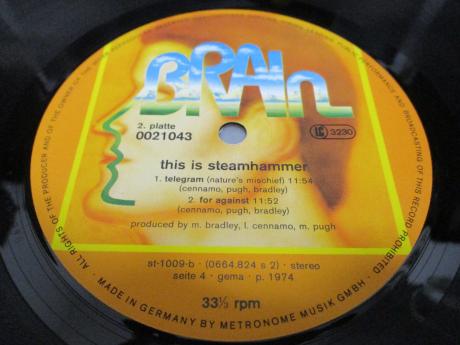 BRAIN
2. platte
0021043
LC 3230
this is steamhammer
1. telegram (nature's mischief) 11:54
(cennamo, pugh, bradley)
2. for against 11:52
(cennamo, pugh, bradley)
produced by m. bradley, l. cennamo, m. pugh
st-1009-b - (0664.824 s 2) - stereo
seite 4 - gema - p. 1974
33⅓ rpm
ALL RIGHTS OF THE PRODUCER AND OF THE OWNER OF THE
PERFORMANCE AND BROADCASTING OF THIS RECORD PROHIBITED
MADE IN GERMANY BY METRONOME MUSIK GMBH